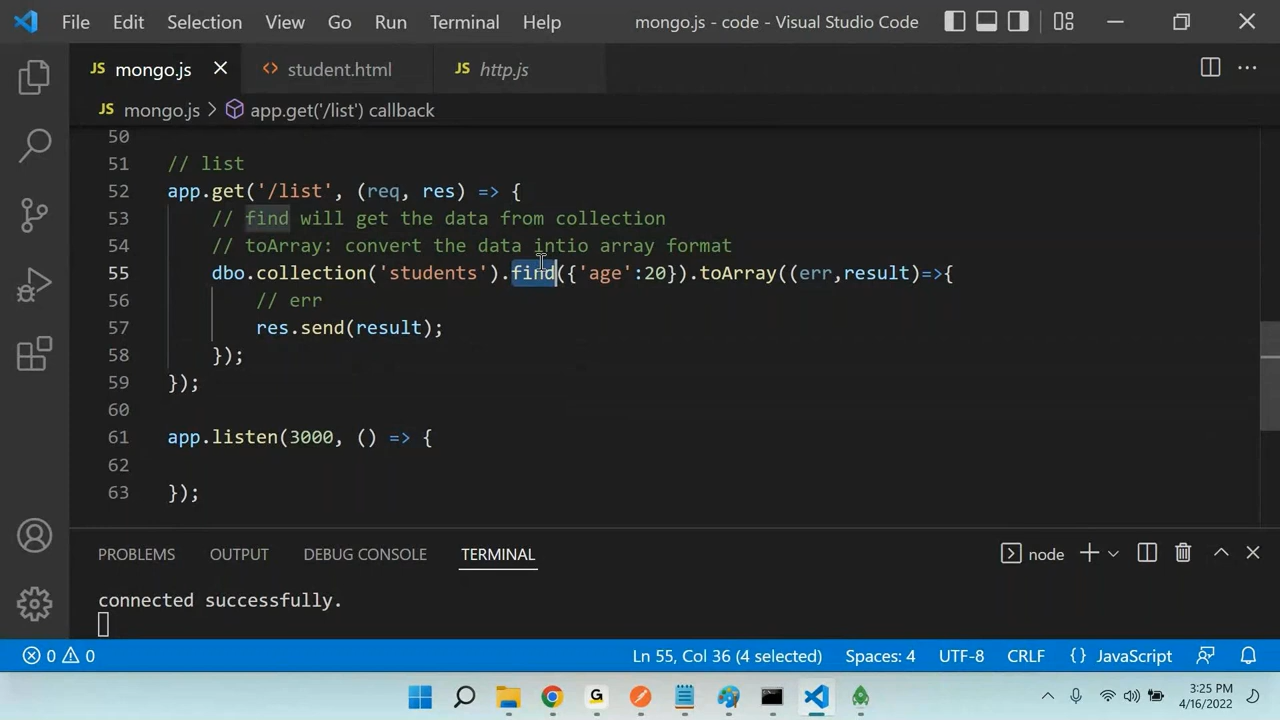 File Edit Selection View Go Run Terminal Help mongo.js - code - Visual Studio Code
JS mongo.js <> student.html JS http.js
JS mongo.js > app.get('/list') callback
50
51 // list
52 app.get('/list', (req, res) => {
53 // find will get the data from collection
54 // toArray: convert the data intio array format
55 dbo.collection('students').find({'age':20}).toArray((err,result)=>{
56 // err
57 res.send(result);
58 });
59 });
60
61 app.listen(3000, () => {
62
63 });
PROBLEMS OUTPUT DEBUG CONSOLE TERMINAL node
connected successfully.
0 0 Ln 55, Col 36 (4 selected) Spaces: 4 UTF-8 CRLF {} JavaScript
G 3:25 PM
4/16/2022